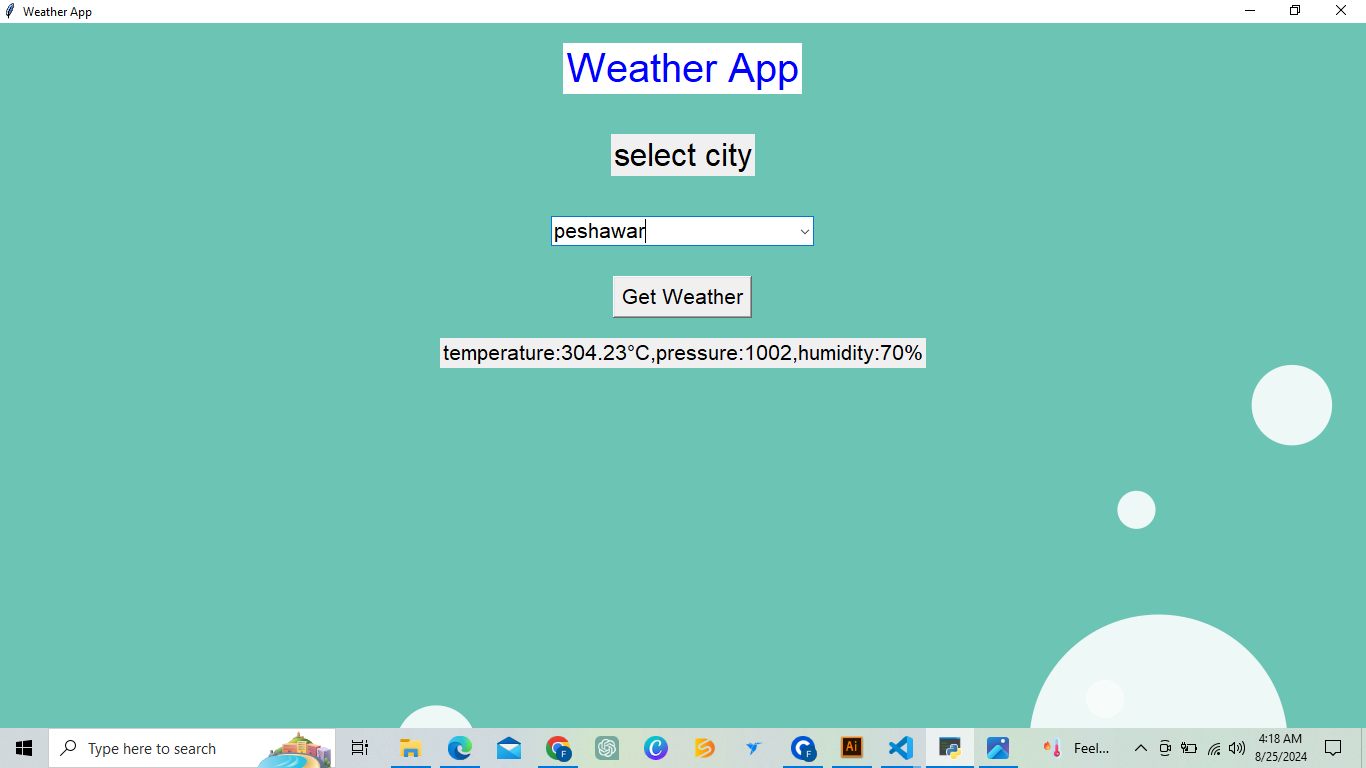 Weather App
Weather App
select city
peshawar
Get Weather
temperature:304.23°C,pressure:1002,humidity:70%
Type here to search
F
F
Ai
Feel...
4:18 AM
8/25/2024